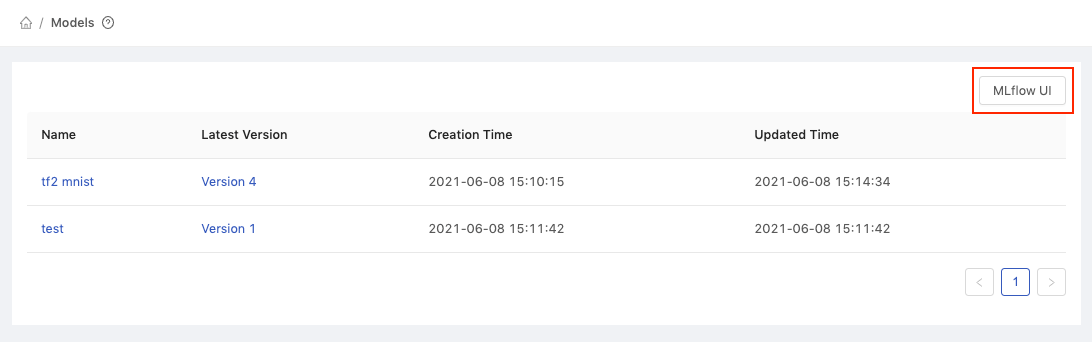 / Models
MLflow UI
Name Latest Version Creation Time Updated Time
tf2 mnist Version 4 2021-06-08 15:10:15 2021-06-08 15:14:34
test Version 1 2021-06-08 15:11:42 2021-06-08 15:11:42
< 1 >